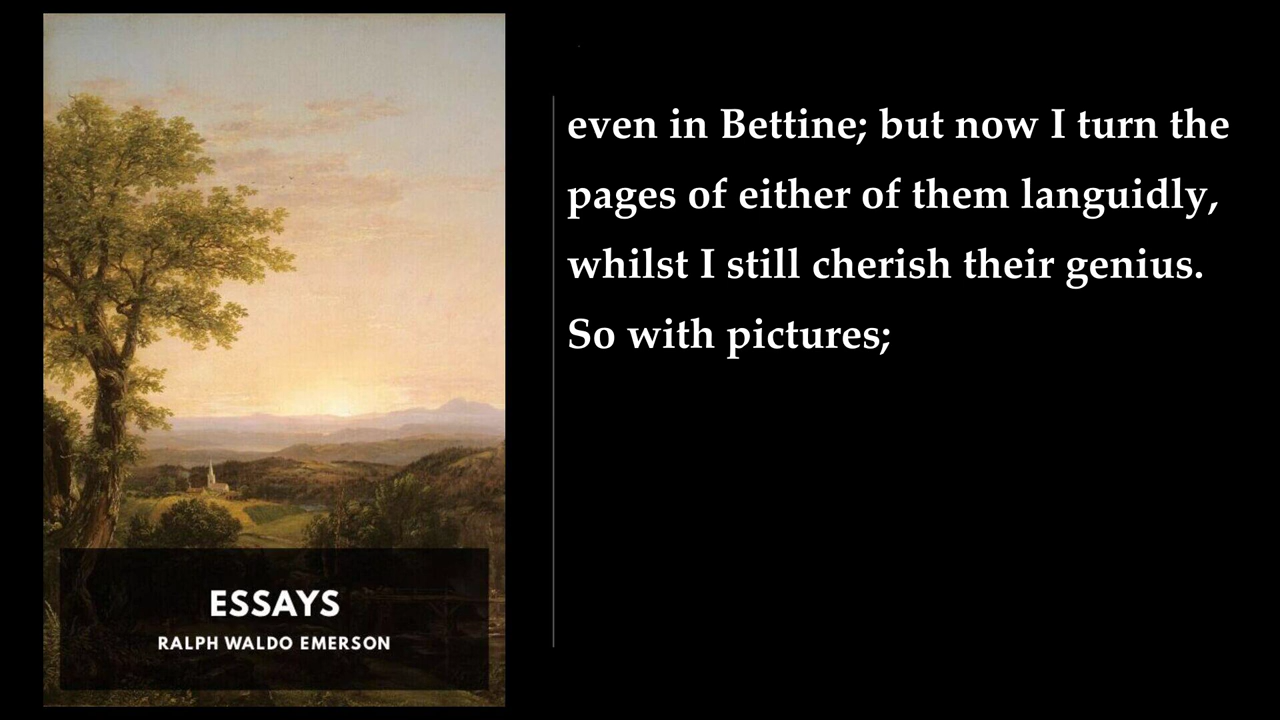 ESSAYS
RALPH WALDO EMERSON
even in Bettine; but now I turn the
pages of either of them languidly,
whilst I still cherish their genius.
So with pictures;